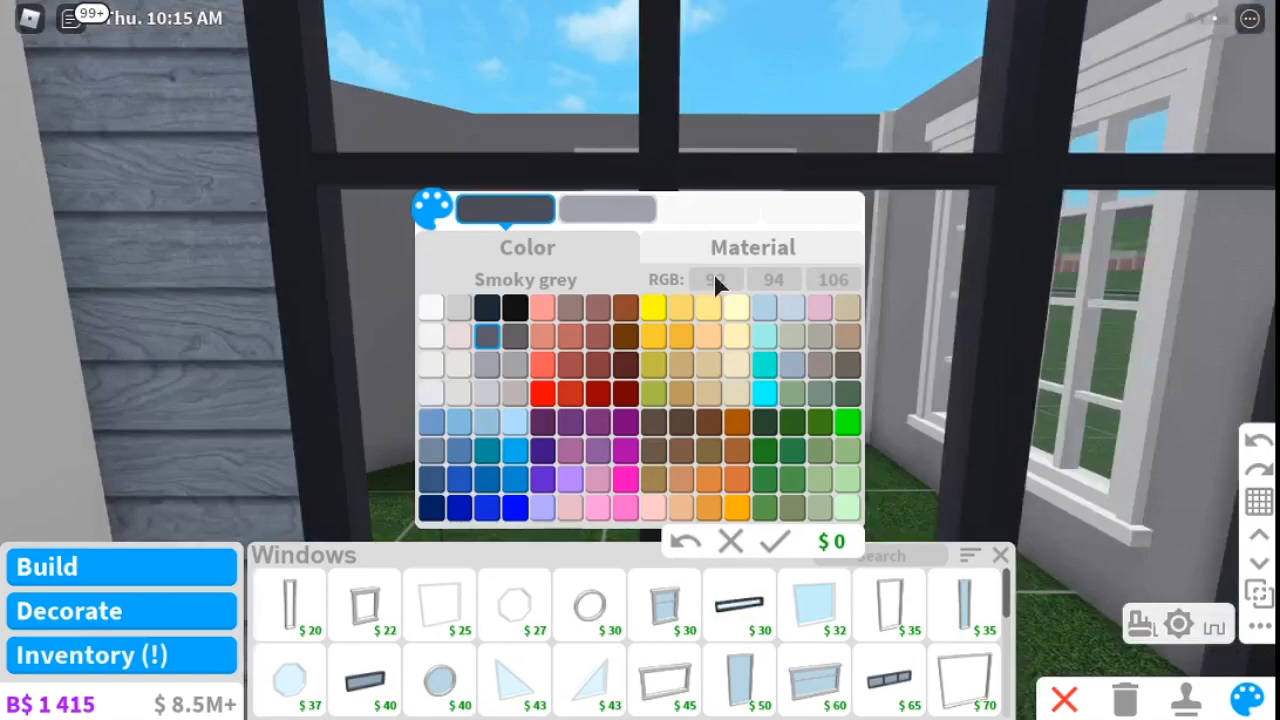 99+
Thu. 10:15 AM
Color
Material
Smoky grey
RGB:
94
106
$ 0
Build
Decorate
Inventory (!)
B$ 1 415
$ 8.5M+
Windows
Search
$ 20
$ 22
$ 25
$ 27
$ 30
$ 30
$ 30
$ 32
$ 35
$ 35
$ 37
$ 40
$ 40
$ 43
$ 43
$ 45
$ 50
$ 60
$ 65
$ 70